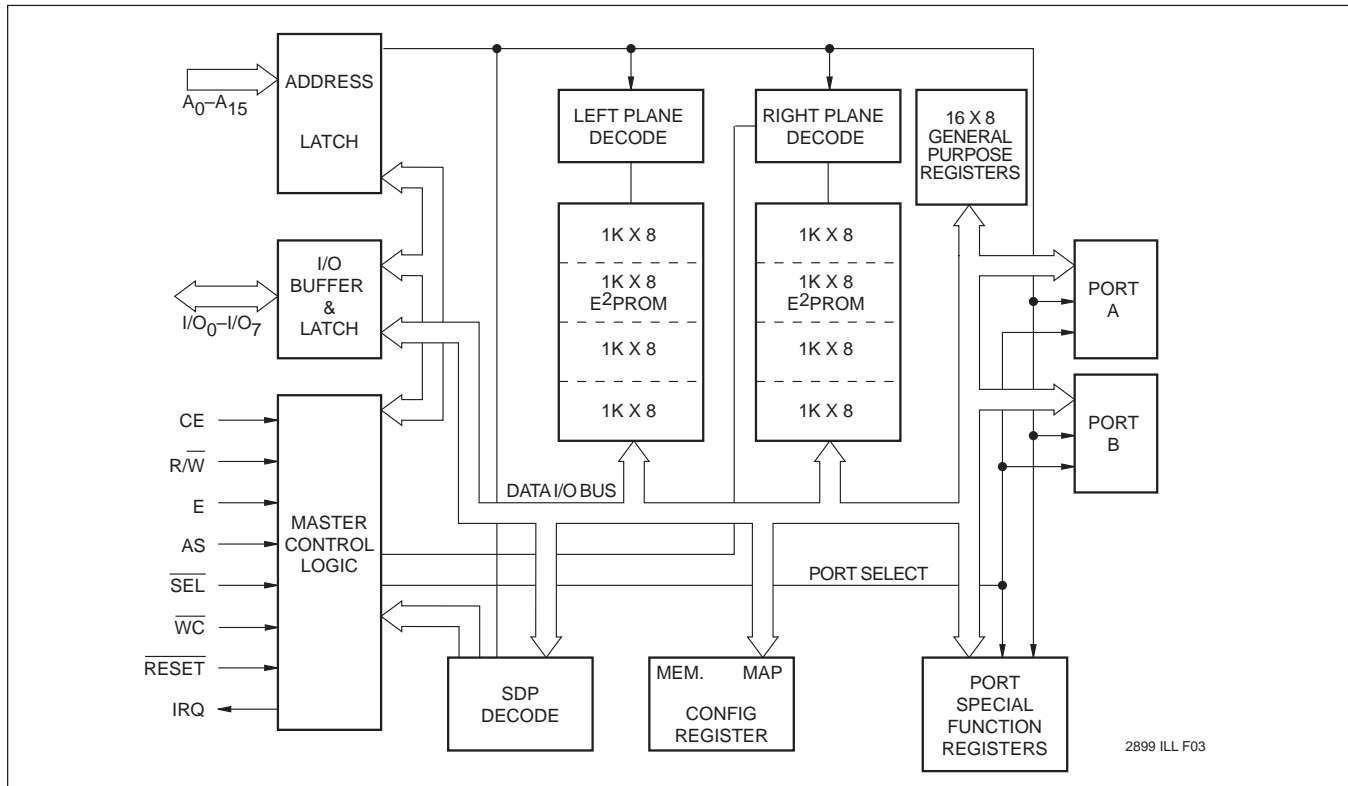 ADDRESS
LATCH
A0–A15
LEFT PLANE
DECODE
RIGHT PLANE
DECODE
16 X 8
GENERAL
PURPOSE
REGISTERS
1K X 8
1K X 8
E2PROM
1K X 8
1K X 8
1K X 8
1K X 8
E2PROM
1K X 8
1K X 8
I/O
BUFFER
&
LATCH
I/O0–I/O7
PORT
A
PORT
B
CE
R/W̅
E
AS
S̅E̅L̅
W̅C̅
R̅E̅S̅E̅T̅
IRQ
MASTER
CONTROL
LOGIC
DATA I/O BUS
PORT SELECT
SDP
DECODE
MEM. MAP
CONFIG
REGISTER
PORT
SPECIAL
FUNCTION
REGISTERS
2899 ILL F03